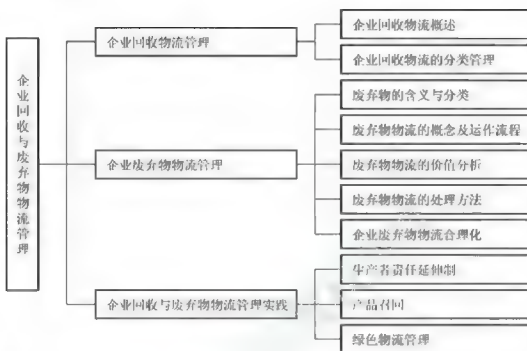 企业回收与废弃物物流管理
企业回收物流管理
企业回收物流概述
企业回收物流的分类管理
企业废弃物物流管理
废弃物的含义与分类
废弃物物流的概念及运作流程
废弃物物流的价值分析
废弃物物流的处理方法
企业废弃物物流合理化
企业回收与废弃物物流管理实践
生产者责任延伸制
产品召回
绿色物流管理